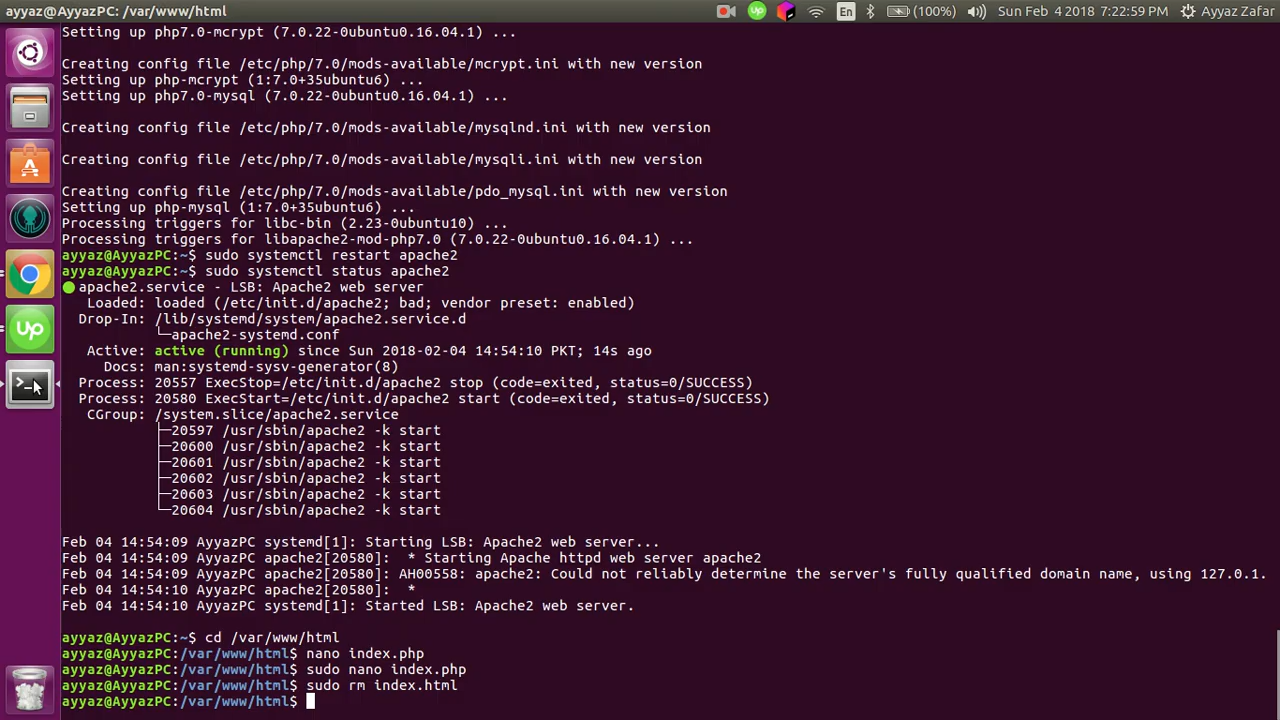 ayyaz@AyyazPC: /var/www/html
En
(100%)
Sun Feb 4 2018 7:22:59 PM
Ayyaz Zafar
Setting up php7.0-mcrypt (7.0.22-0ubuntu0.16.04.1) ...
Creating config file /etc/php/7.0/mods-available/mcrypt.ini with new version
Setting up php-mcrypt (1:7.0+35ubuntu6) ...
Setting up php7.0-mysql (7.0.22-0ubuntu0.16.04.1) ...
Creating config file /etc/php/7.0/mods-available/mysqlnd.ini with new version
Creating config file /etc/php/7.0/mods-available/mysqli.ini with new version
Creating config file /etc/php/7.0/mods-available/pdo_mysql.ini with new version
Setting up php-mysql (1:7.0+35ubuntu6) ...
Processing triggers for libc-bin (2.23-0ubuntu10) ...
Processing triggers for libapache2-mod-php7.0 (7.0.22-0ubuntu0.16.04.1) ...
ayyaz@AyyazPC:~$ sudo systemctl restart apache2
ayyaz@AyyazPC:~$ sudo systemctl status apache2
● apache2.service - LSB: Apache2 web server
Loaded: loaded (/etc/init.d/apache2; bad; vendor preset: enabled)
Drop-In: /lib/systemd/system/apache2.service.d
└─apache2-systemd.conf
Active: active (running) since Sun 2018-02-04 14:54:10 PKT; 14s ago
Docs: man:systemd-sysv-generator(8)
Process: 20557 ExecStop=/etc/init.d/apache2 stop (code=exited, status=0/SUCCESS)
Process: 20580 ExecStart=/etc/init.d/apache2 start (code=exited, status=0/SUCCESS)
CGroup: /system.slice/apache2.service
├─20597 /usr/sbin/apache2 -k start
├─20600 /usr/sbin/apache2 -k start
├─20601 /usr/sbin/apache2 -k start
├─20602 /usr/sbin/apache2 -k start
├─20603 /usr/sbin/apache2 -k start
└─20604 /usr/sbin/apache2 -k start
Feb 04 14:54:09 AyyazPC systemd[1]: Starting LSB: Apache2 web server...
Feb 04 14:54:09 AyyazPC apache2[20580]:  * Starting Apache httpd web server apache2
Feb 04 14:54:09 AyyazPC apache2[20580]: AH00558: apache2: Could not reliably determine the server's fully qualified domain name, using 127.0.1.
Feb 04 14:54:10 AyyazPC apache2[20580]:  *
Feb 04 14:54:10 AyyazPC systemd[1]: Started LSB: Apache2 web server.
ayyaz@AyyazPC:~$ cd /var/www/html
ayyaz@AyyazPC:/var/www/html$ nano index.php
ayyaz@AyyazPC:/var/www/html$ sudo nano index.php
ayyaz@AyyazPC:/var/www/html$ sudo rm index.html
ayyaz@AyyazPC:/var/www/html$